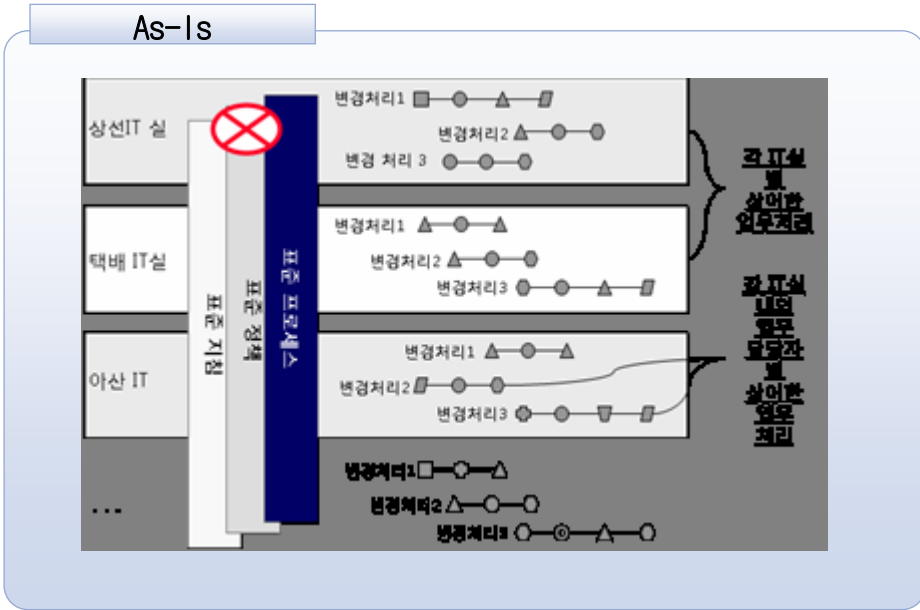 As-Is
상선IT 실
변경처리1
변경처리2
변경 처리 3
택배 IT실
변경처리1
변경처리2
변경처리3
아산 IT
변경처리1
변경처리2
변경처리3
...
변경처리1
변경처리2
변경처리3
표준 지침
표준 정책
표준 프로세스
각 IT실
별
상이한
업무처리
각 IT실
내의
업무
담당자
별
상이한
업무
처리